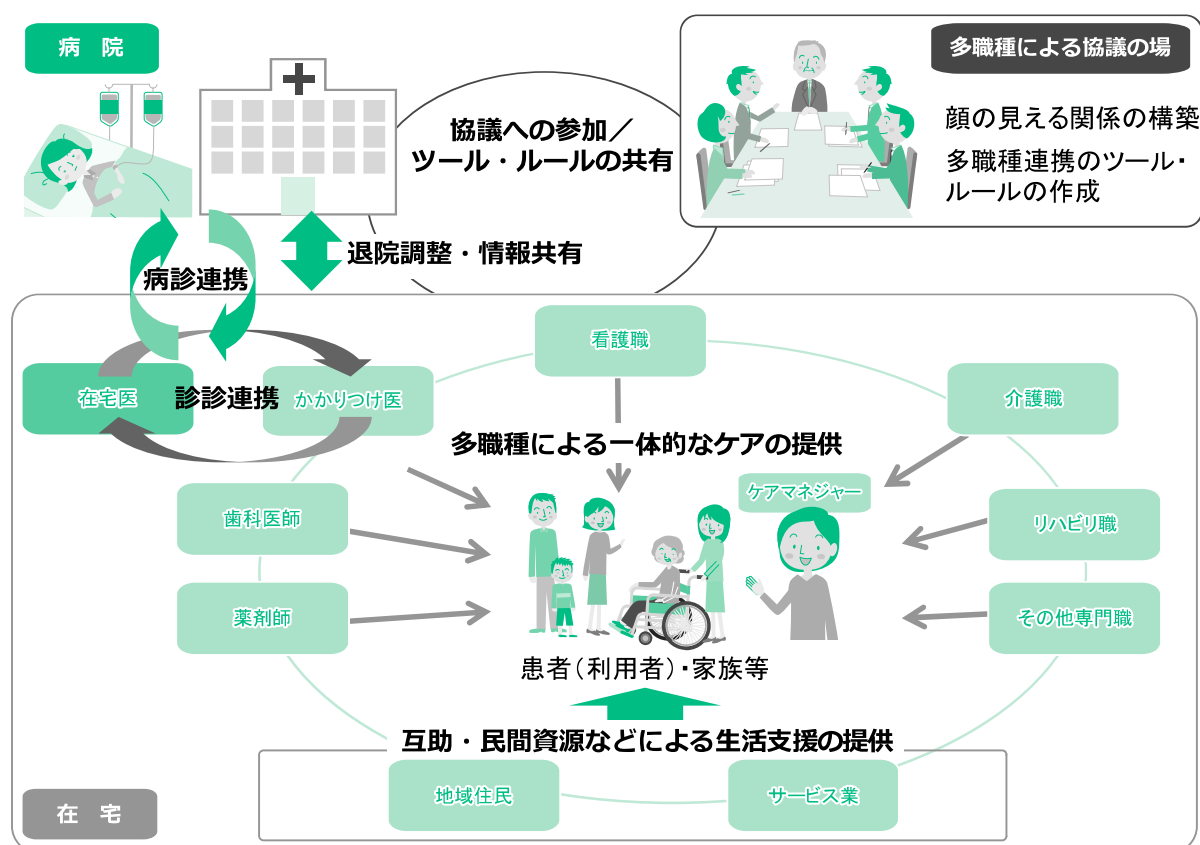 病 院
多職種による協議の場
顔の見える関係の構築
多職種連携のツール・
ルールの作成
協議への参加／
ツール・ルールの共有
退院調整・情報共有
病診連携
看護職
在宅医
診診連携
かかりつけ医
介護職
多職種による一体的なケアの提供
ケアマネジャー
歯科医師
リハビリ職
薬剤師
その他専門職
患者（利用者）・家族等
互助・民間資源などによる生活支援の提供
地域住民
サービス業
在 宅